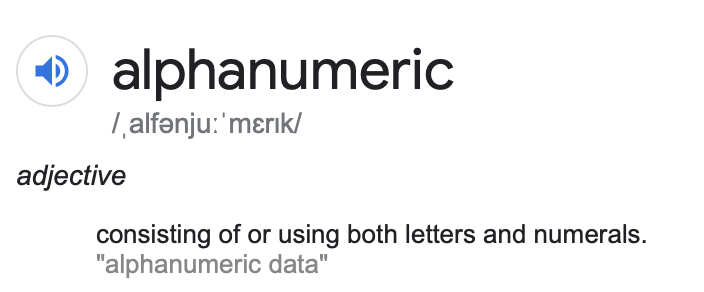 alphanumeric
/ˌalfənjuːˈmɛrɪk/
adjective
consisting of or using both letters and numerals.
"alphanumeric data"